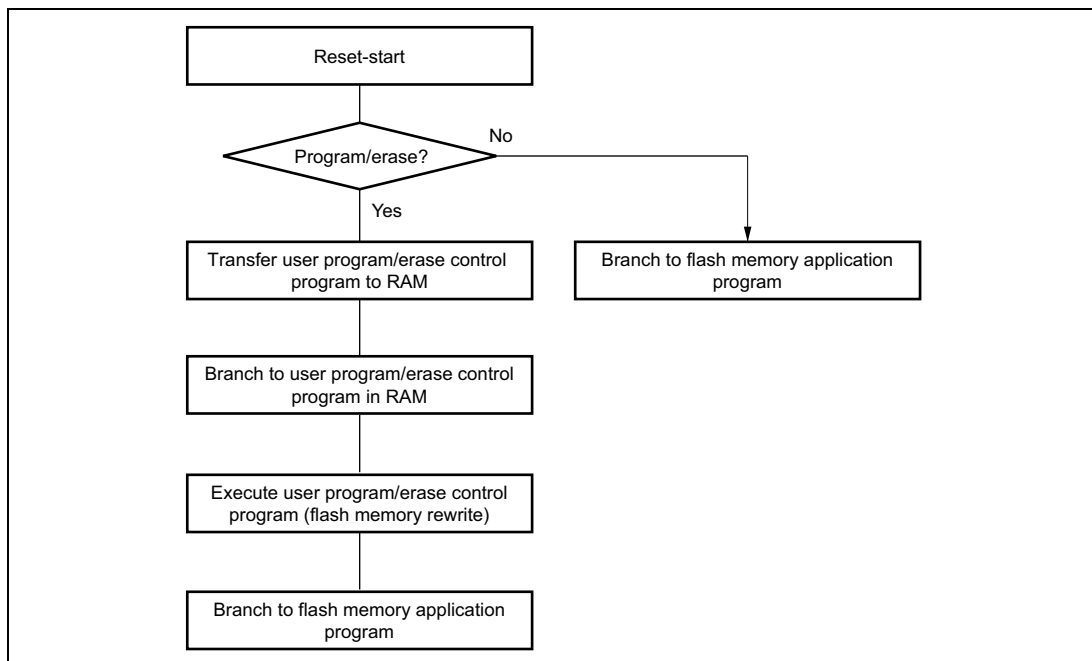 Reset-start
No
Program/erase?
Yes
Transfer user program/erase control
program to RAM
Branch to flash memory application
program
Branch to user program/erase control
program in RAM
Execute user program/erase control
program (flash memory rewrite)
Branch to flash memory application
program